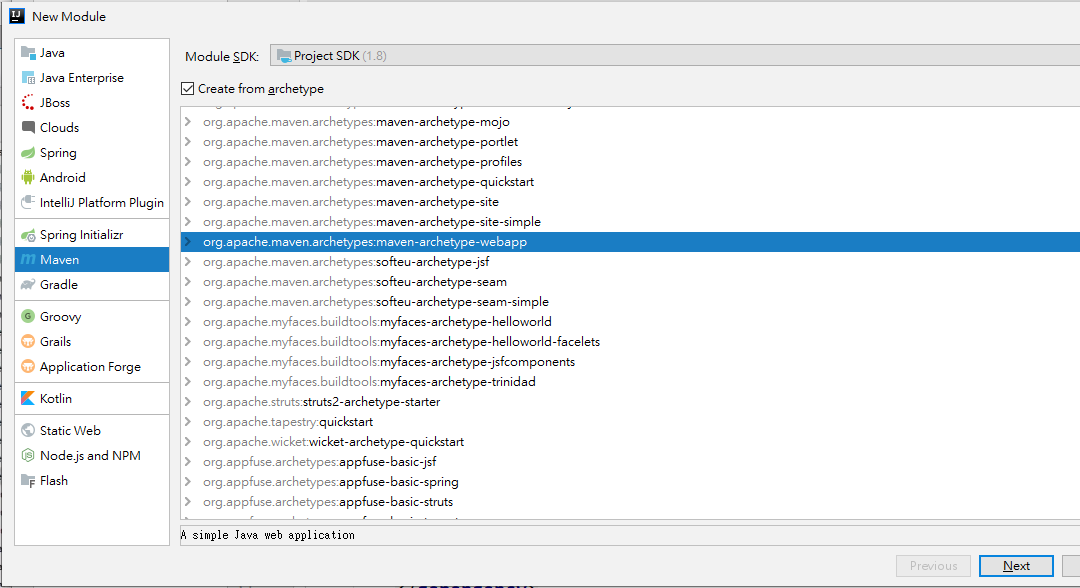 New Module
Java
Java Enterprise
JBoss
Clouds
Spring
Android
IntelliJ Platform Plugin
Spring Initializr
Maven
Gradle
Groovy
Grails
Application Forge
Kotlin
Static Web
Node.js and NPM
Flash
Module SDK: Project SDK (1.8)
Create from archetype
org.apache.maven.archetypes:maven-archetype-mojo
org.apache.maven.archetypes:maven-archetype-portlet
org.apache.maven.archetypes:maven-archetype-profiles
org.apache.maven.archetypes:maven-archetype-quickstart
org.apache.maven.archetypes:maven-archetype-site
org.apache.maven.archetypes:maven-archetype-site-simple
org.apache.maven.archetypes:maven-archetype-webapp
org.apache.maven.archetypes:softeu-archetype-jsf
org.apache.maven.archetypes:softeu-archetype-seam
org.apache.maven.archetypes:softeu-archetype-seam-simple
org.apache.myfaces.buildtools:myfaces-archetype-helloworld
org.apache.myfaces.buildtools:myfaces-archetype-helloworld-facelets
org.apache.myfaces.buildtools:myfaces-archetype-jsfcomponents
org.apache.myfaces.buildtools:myfaces-archetype-trinidad
org.apache.struts:struts2-archetype-starter
org.apache.tapestry:quickstart
org.apache.wicket:wicket-archetype-quickstart
org.appfuse.archetypes:appfuse-basic-jsf
org.appfuse.archetypes:appfuse-basic-spring
org.appfuse.archetypes:appfuse-basic-struts
A simple Java web application
Previous
Next